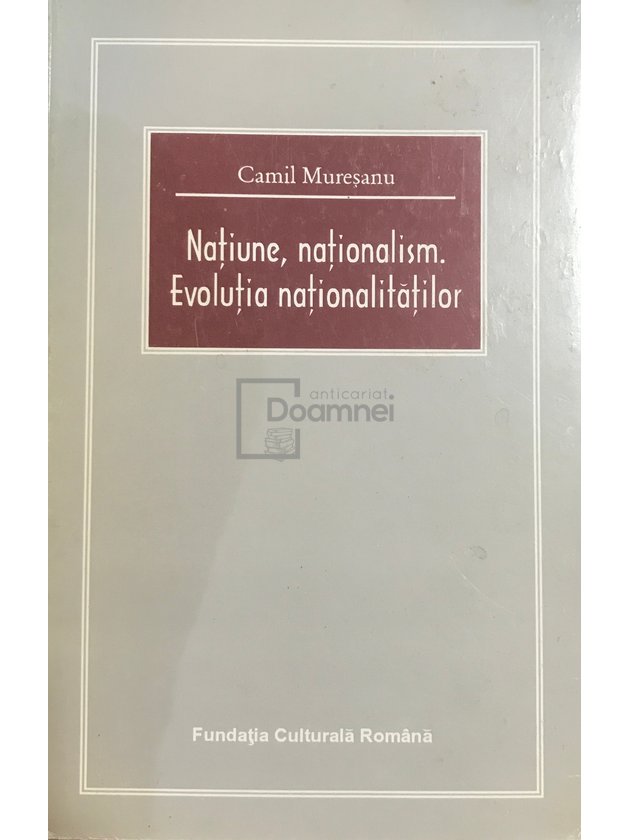 Camil Mureșanu
Națiune, naționalism.
Evoluția naționalităților
anticariat
Doamnei
Fundaţia Culturală Română